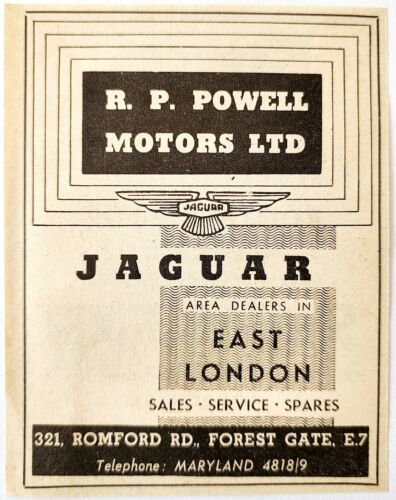 R. P. POWELL
MOTORS LTD
JAGUAR
JAGUAR
AREA DEALERS IN
EAST
LONDON
SALES · SERVICE · SPARES
321, ROMFORD RD., FOREST GATE, E.7
Telephone: MARYLAND 4818/9